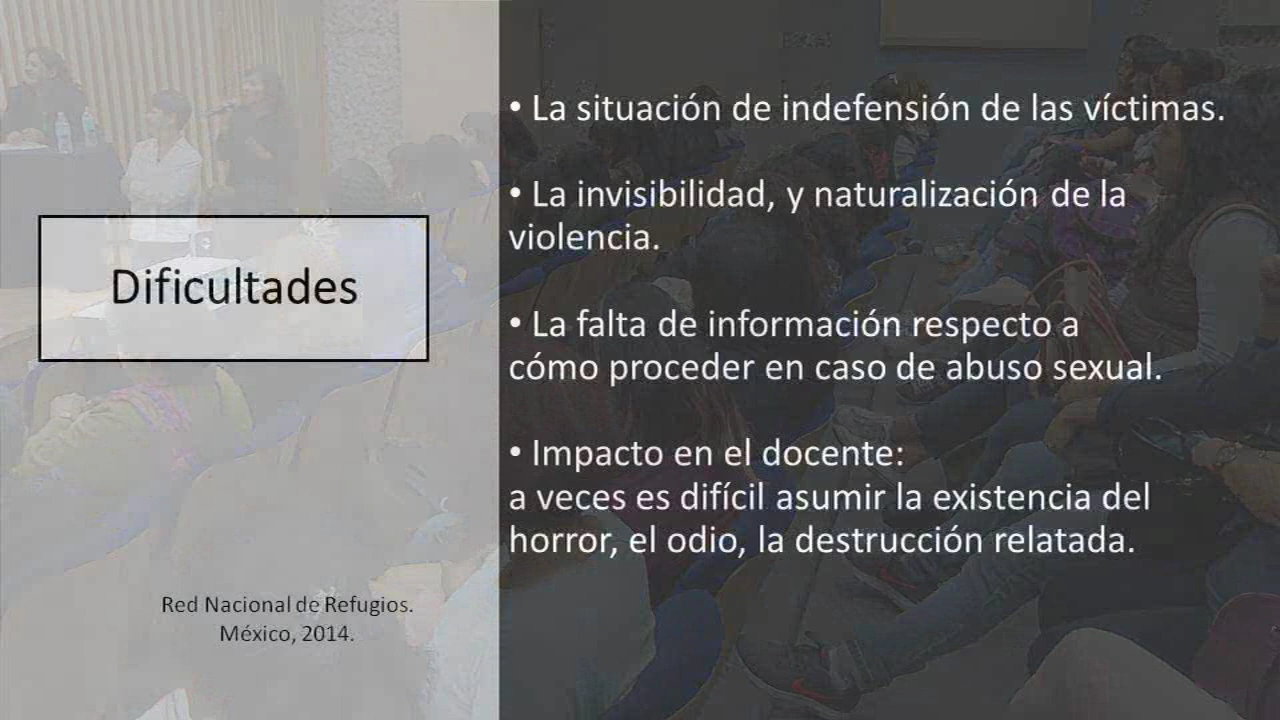 Dificultades
Red Nacional de Refugios.
México, 2014.
• La situación de indefensión de las víctimas.
• La invisibilidad, y naturalización de la
violencia.
• La falta de información respecto a
cómo proceder en caso de abuso sexual.
• Impacto en el docente:
a veces es difícil asumir la existencia del
horror, el odio, la destrucción relatada.